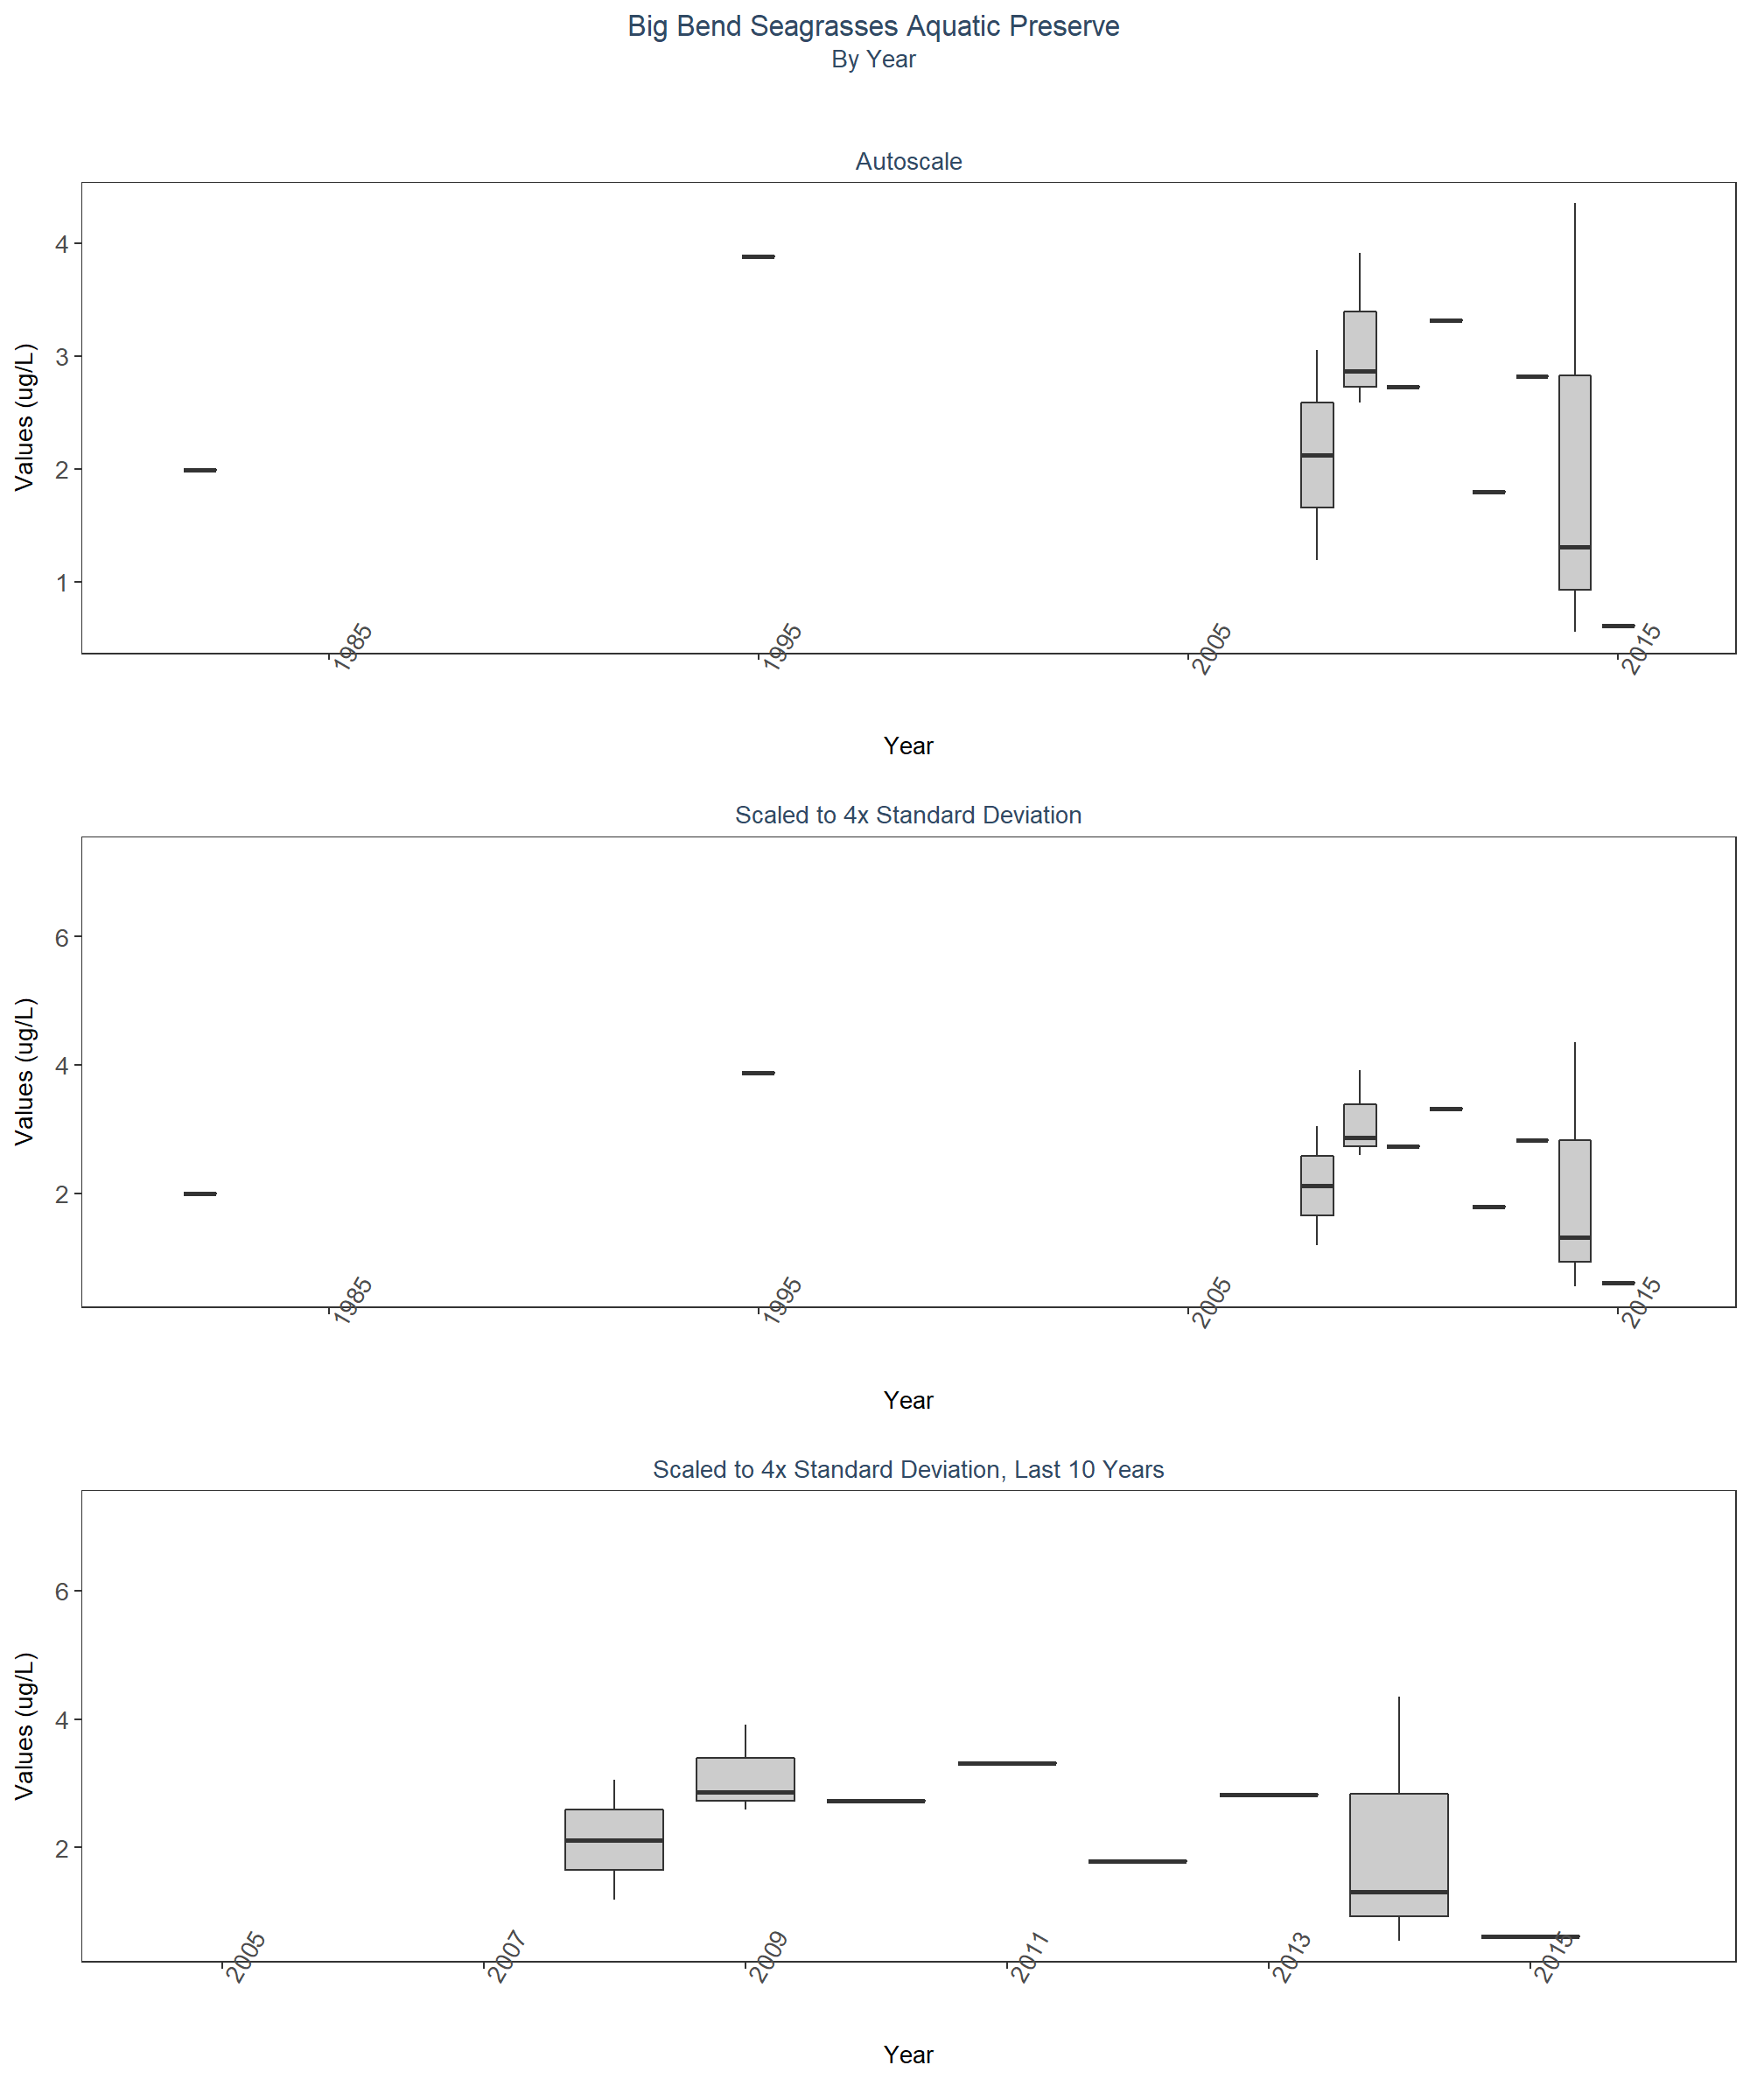 Big Bend Seagrasses Aquatic Preserve
By Year
Autoscale
Values (ug/L)
4
3
2
1
1985
1995
2005
2015
Year
Scaled to 4x Standard Deviation
Values (ug/L)
6
4
2
1985
1995
2005
2015
Year
Scaled to 4x Standard Deviation, Last 10 Years
Values (ug/L)
6
4
2
2005
2007
2009
2011
2013
2015
Year